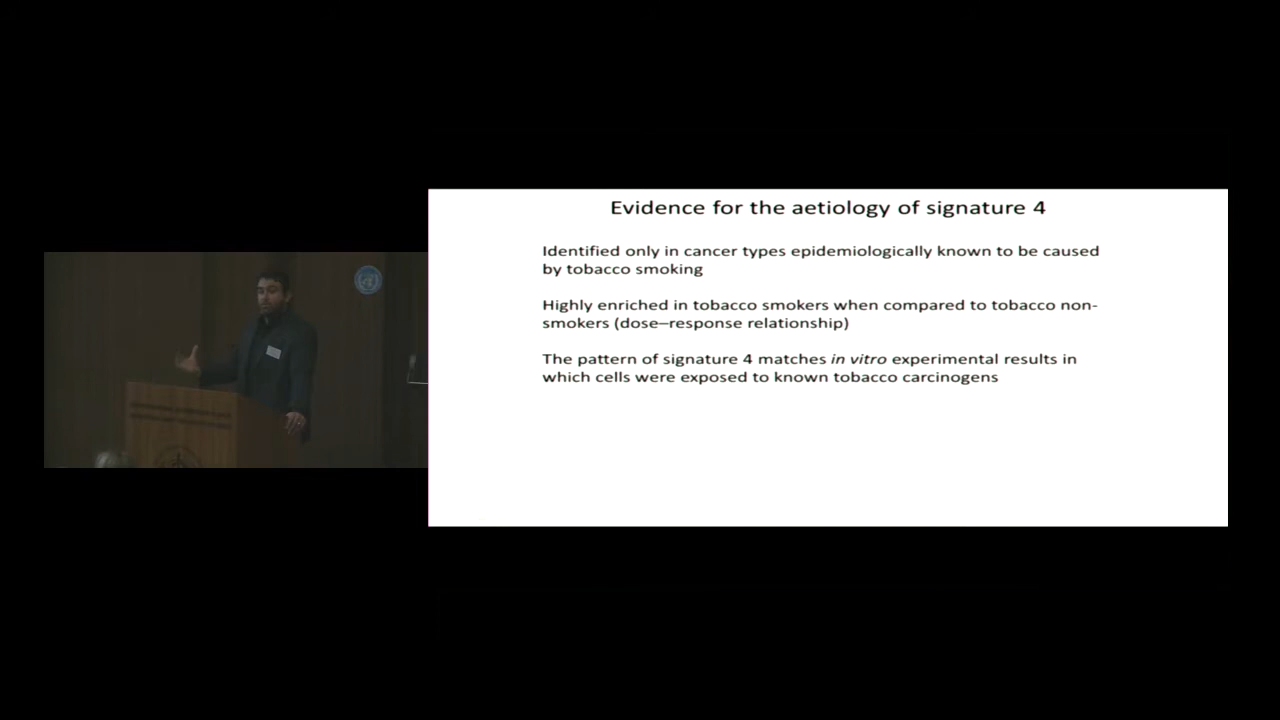 Evidence for the aetiology of signature 4
Identified only in cancer types epidemiologically known to be caused
by tobacco smoking
Highly enriched in tobacco smokers when compared to tobacco non-
smokers (dose–response relationship)
The pattern of signature 4 matches in vitro experimental results in
which cells were exposed to known tobacco carcinogens